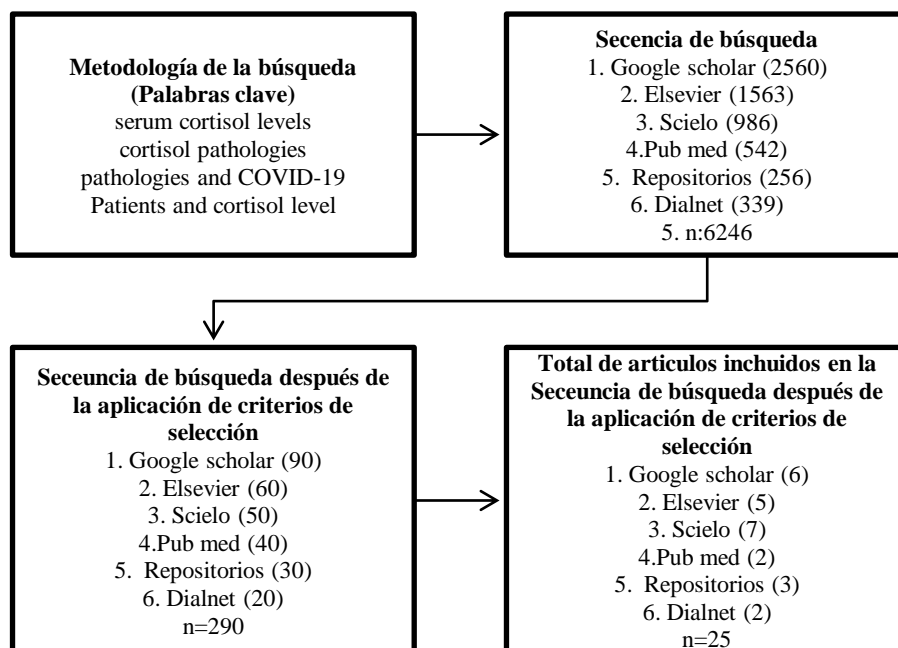 Metodología de la búsqueda
(Palabras clave)
serum cortisol levels
cortisol pathologies
pathologies and COVID-19
Patients and cortisol level
Secencia de búsqueda
1. Google scholar (2560)
2. Elsevier (1563)
3. Scielo (986)
4.Pub med (542)
5. Repositorios (256)
6. Dialnet (339)
5. n:6246
Seceuncia de búsqueda después de
la aplicación de criterios de
selección
1. Google scholar (90)
2. Elsevier (60)
3. Scielo (50)
4.Pub med (40)
5. Repositorios (30)
6. Dialnet (20)
n=290
Total de articulos inchuidos en la
Seceuncia de búsqueda después de
la aplicación de criterios de
selección
1. Google scholar (6)
2. Elsevier (5)
3. Scielo (7)
4.Pub med (2)
5. Repositorios (3)
6. Dialnet (2)
n=25